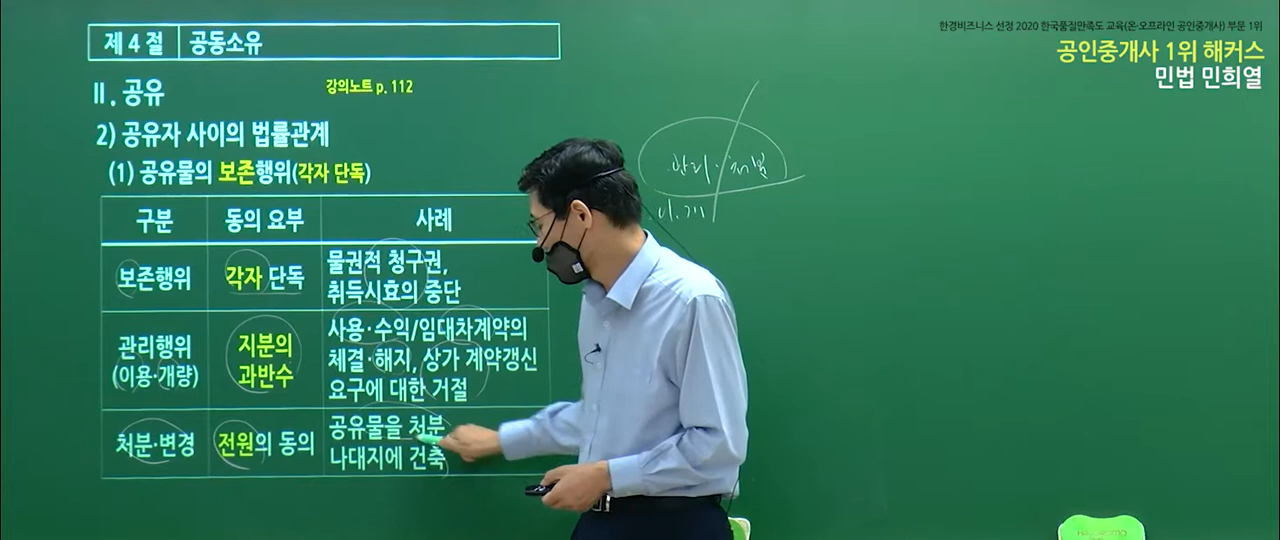 한경비즈니스 선정 2020 한국품질만족도 교육(온·오프라인 공인중개사) 부문 1위
공인중개사 1위 해커스
민법 민희열
제 4 절 공동소유
Ⅱ. 공유
강의노트 p. 112
2) 공유자 사이의 법률관계
(1) 공유물의 보존행위(각자 단독)
구분 동의 요부 사례
보존행위 각자 단독 물권적 청구권,
취득시효의 중단
관리행위
(이용·개량)
지분의
과반수
사용·수익/임대차계약의
체결·해지, 상가 계약갱신
요구에 대한 거절
처분·변경 전원의 동의 공유물을 처분
나대지에 건축